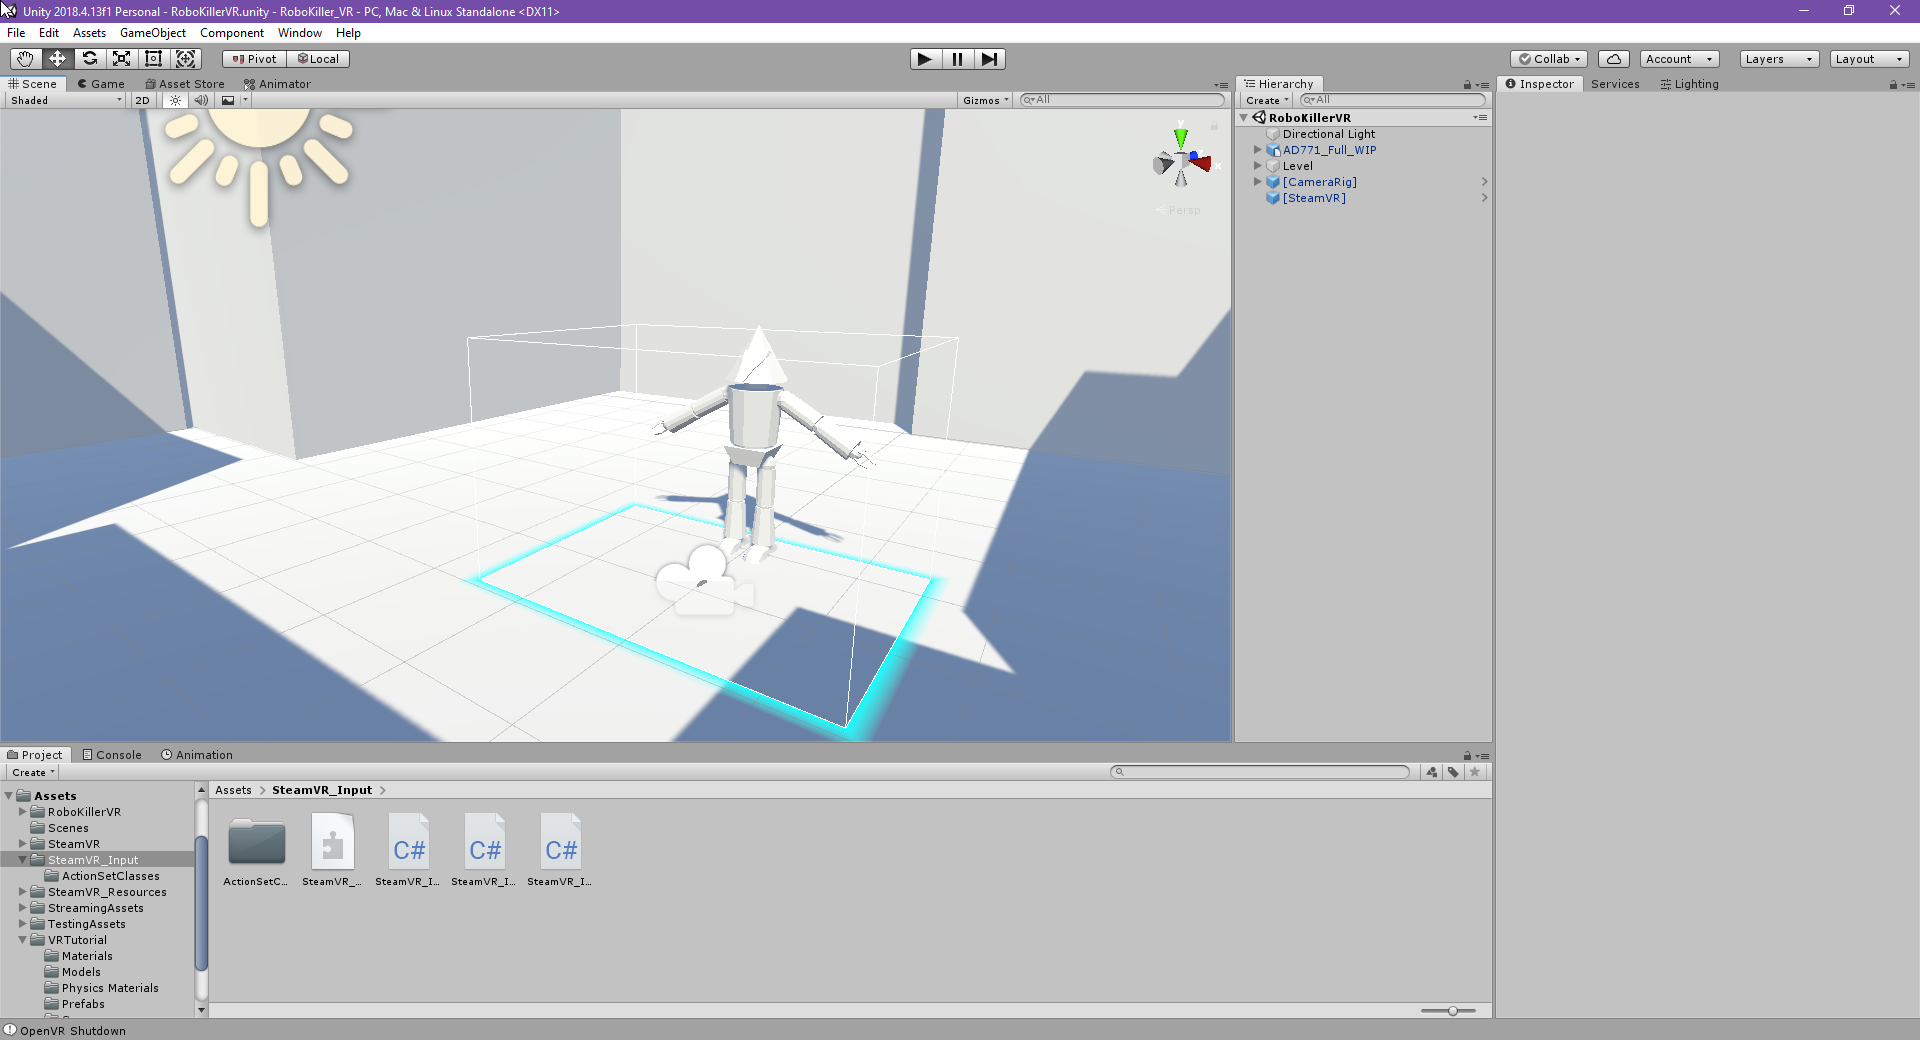 Unity 2018.4.13f1 Personal - RoboKillerVR.unity - RoboKiller_VR - PC, Mac & Linux Standalone <DX11>
File Edit Assets GameObject Component Window Help
Pivot Local Collab Account Layers Layout
Scene Game Asset Store Animator
Shaded 2D Gizmos All
y
x
Persp
Hierarchy
Create All
RoboKillerVR
Directional Light
AD771_Full_WIP
Level
[CameraRig]
[SteamVR]
Inspector Services Lighting
Project Console Animation
Create
Assets
RoboKillerVR
Scenes
SteamVR
SteamVR_Input
ActionSetClasses
SteamVR_Resources
StreamingAssets
TestingAssets
VRTutorial
Materials
Models
Physics Materials
Prefabs
Assets > SteamVR_Input >
C# C# C#
ActionSetC... SteamVR_... SteamVR_I... SteamVR_I... SteamVR_I...
OpenVR Shutdown